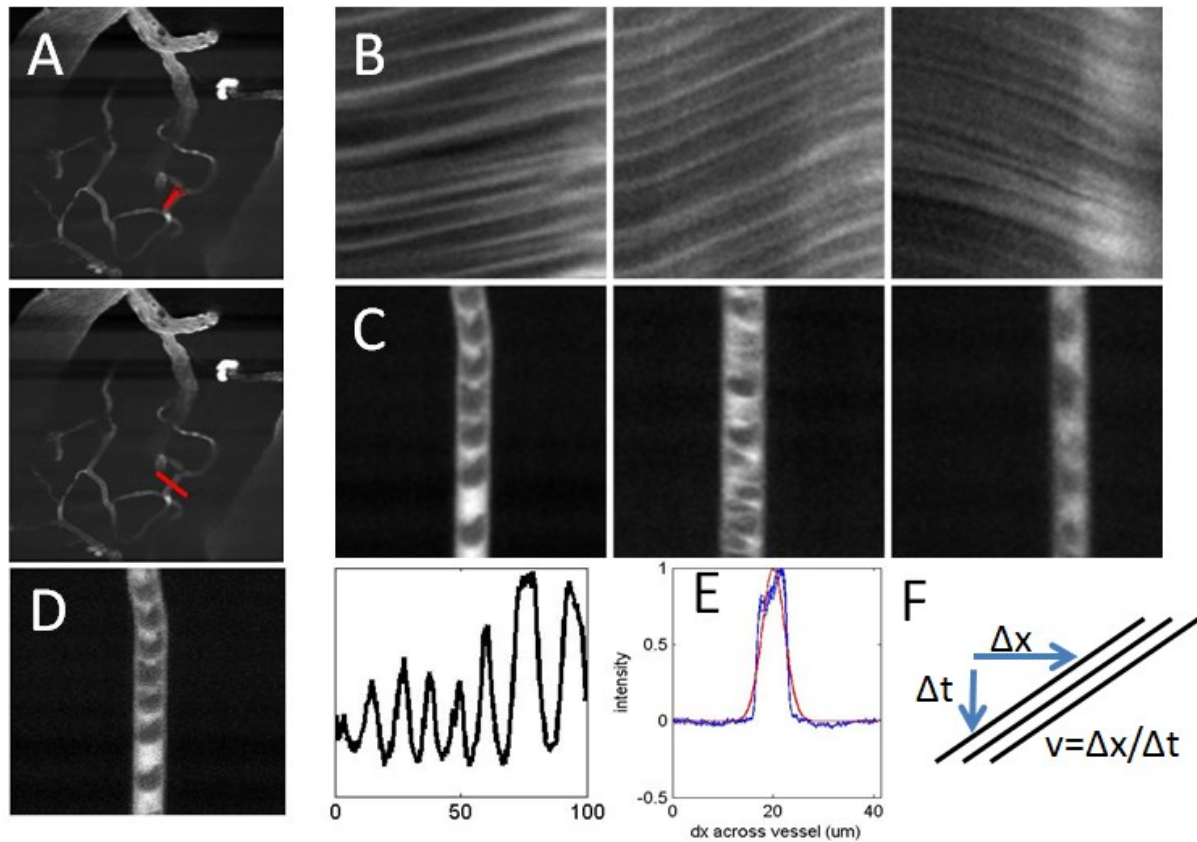 A
B
C
D
0
50
100
E
1
0.5
0
-0.5
intensity
0
20
40
dx across vessel (um)
F
Δx
Δt
v=Δx/Δt